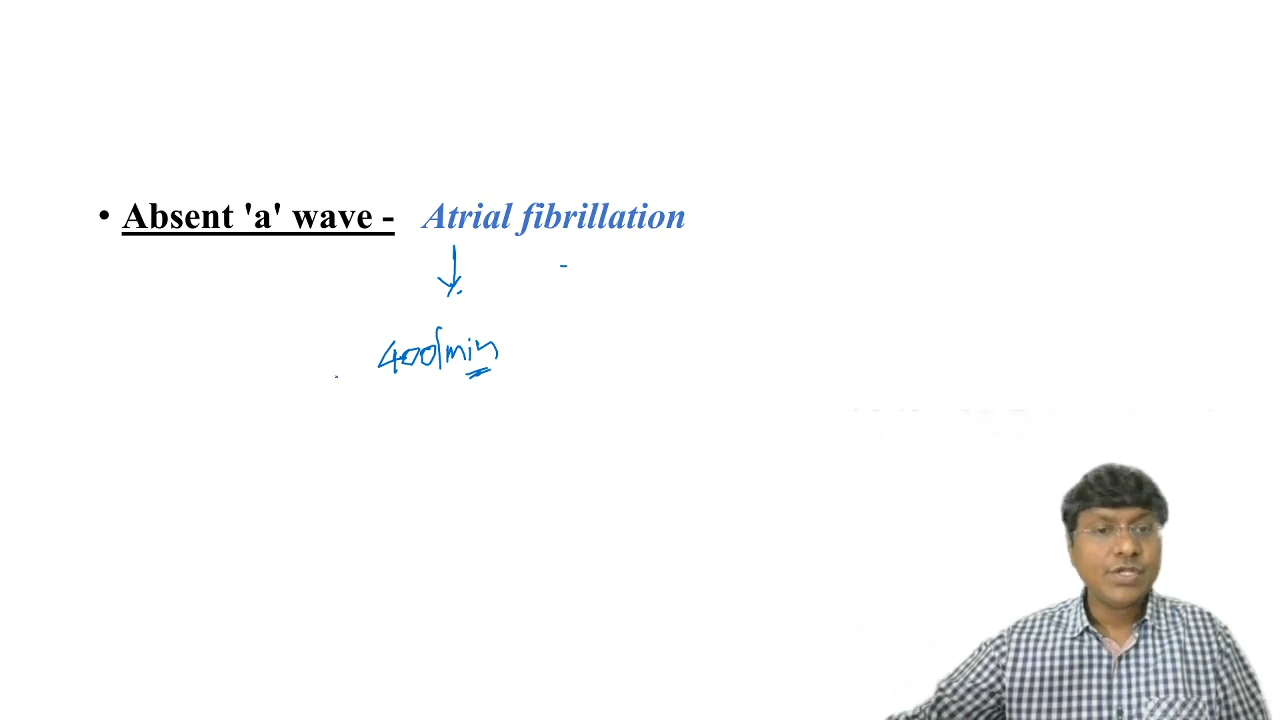 • Absent 'a' wave - Atrial fibrillation
400/min